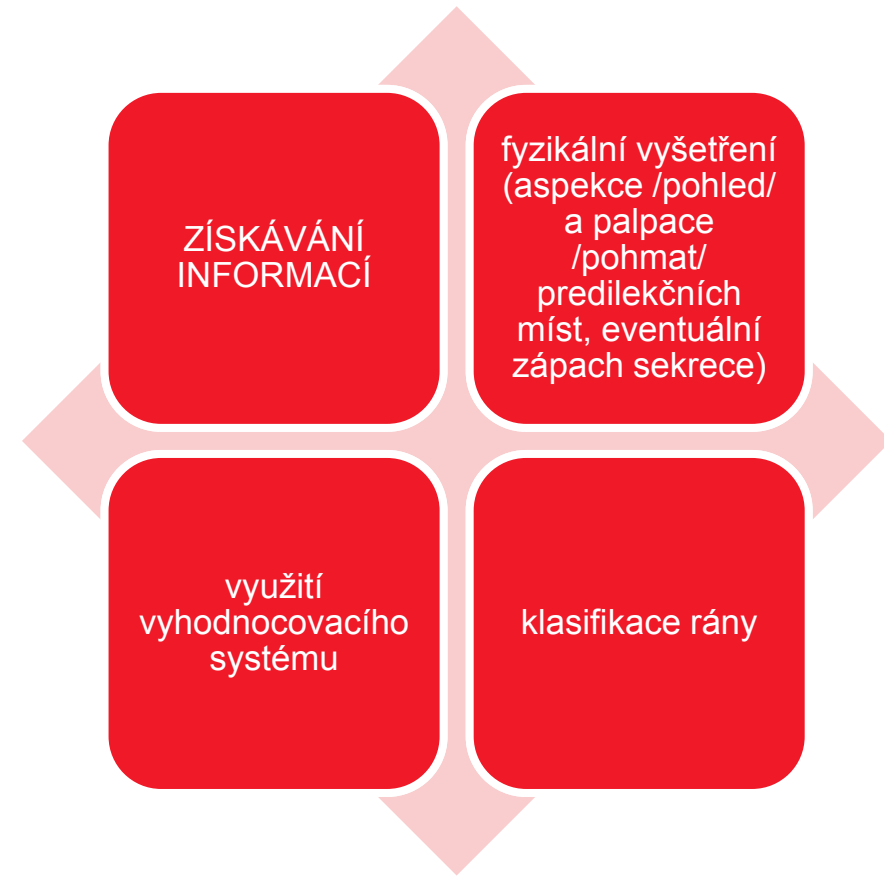 ZÍSKÁVÁNÍ
INFORMACÍ
fyzikální vyšetření
(aspekce /pohled/
a palpace
/pohmat/
predilekčních
míst, eventuální
zápach sekrece)
využití
vyhodnocovacího
systému
klasifikace rány